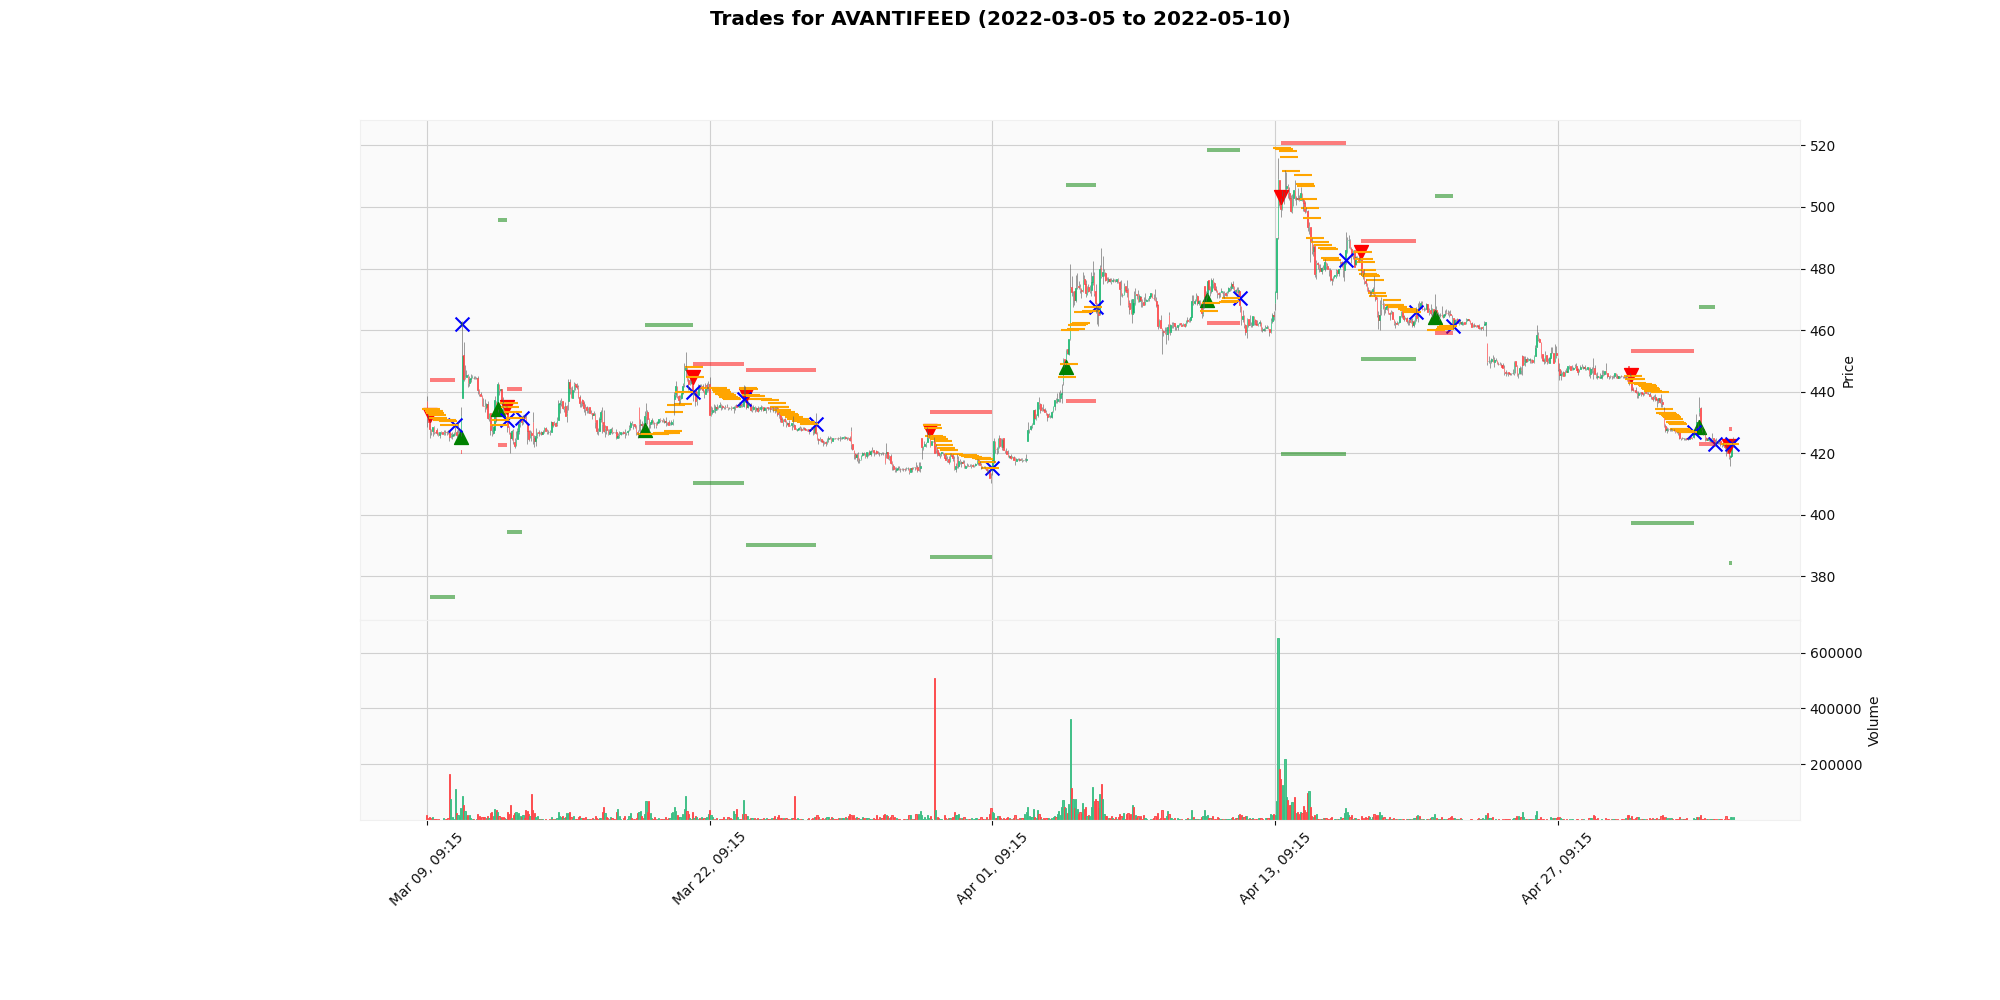 Trades for AVANTIFEED (2022-03-05 to 2022-05-10)
520
500
480
460
440
420
400
380
Price
600000
400000
200000
Volume
Mar 09, 09:15
Mar 22, 09:15
Apr 01, 09:15
Apr 13, 09:15
Apr 27, 09:15